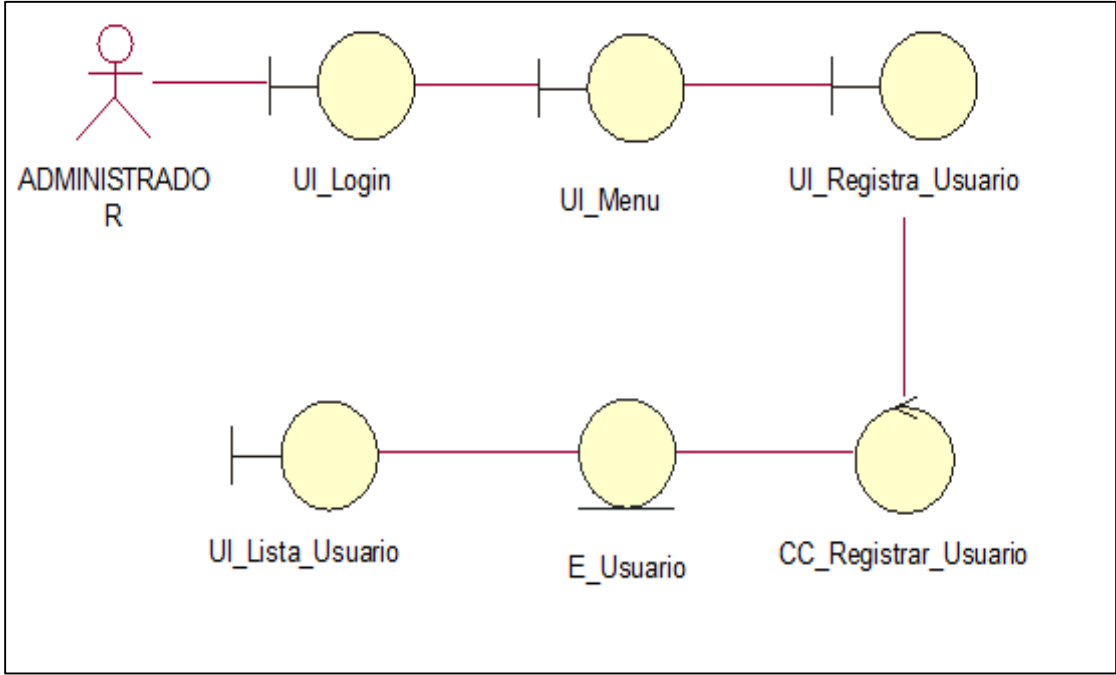 ADMINISTRADO
R
UI_Login
UI_Menu
UI_Registra_Usuario
UI_Lista_Usuario
E_Usuario
CC_Registrar_Usuario